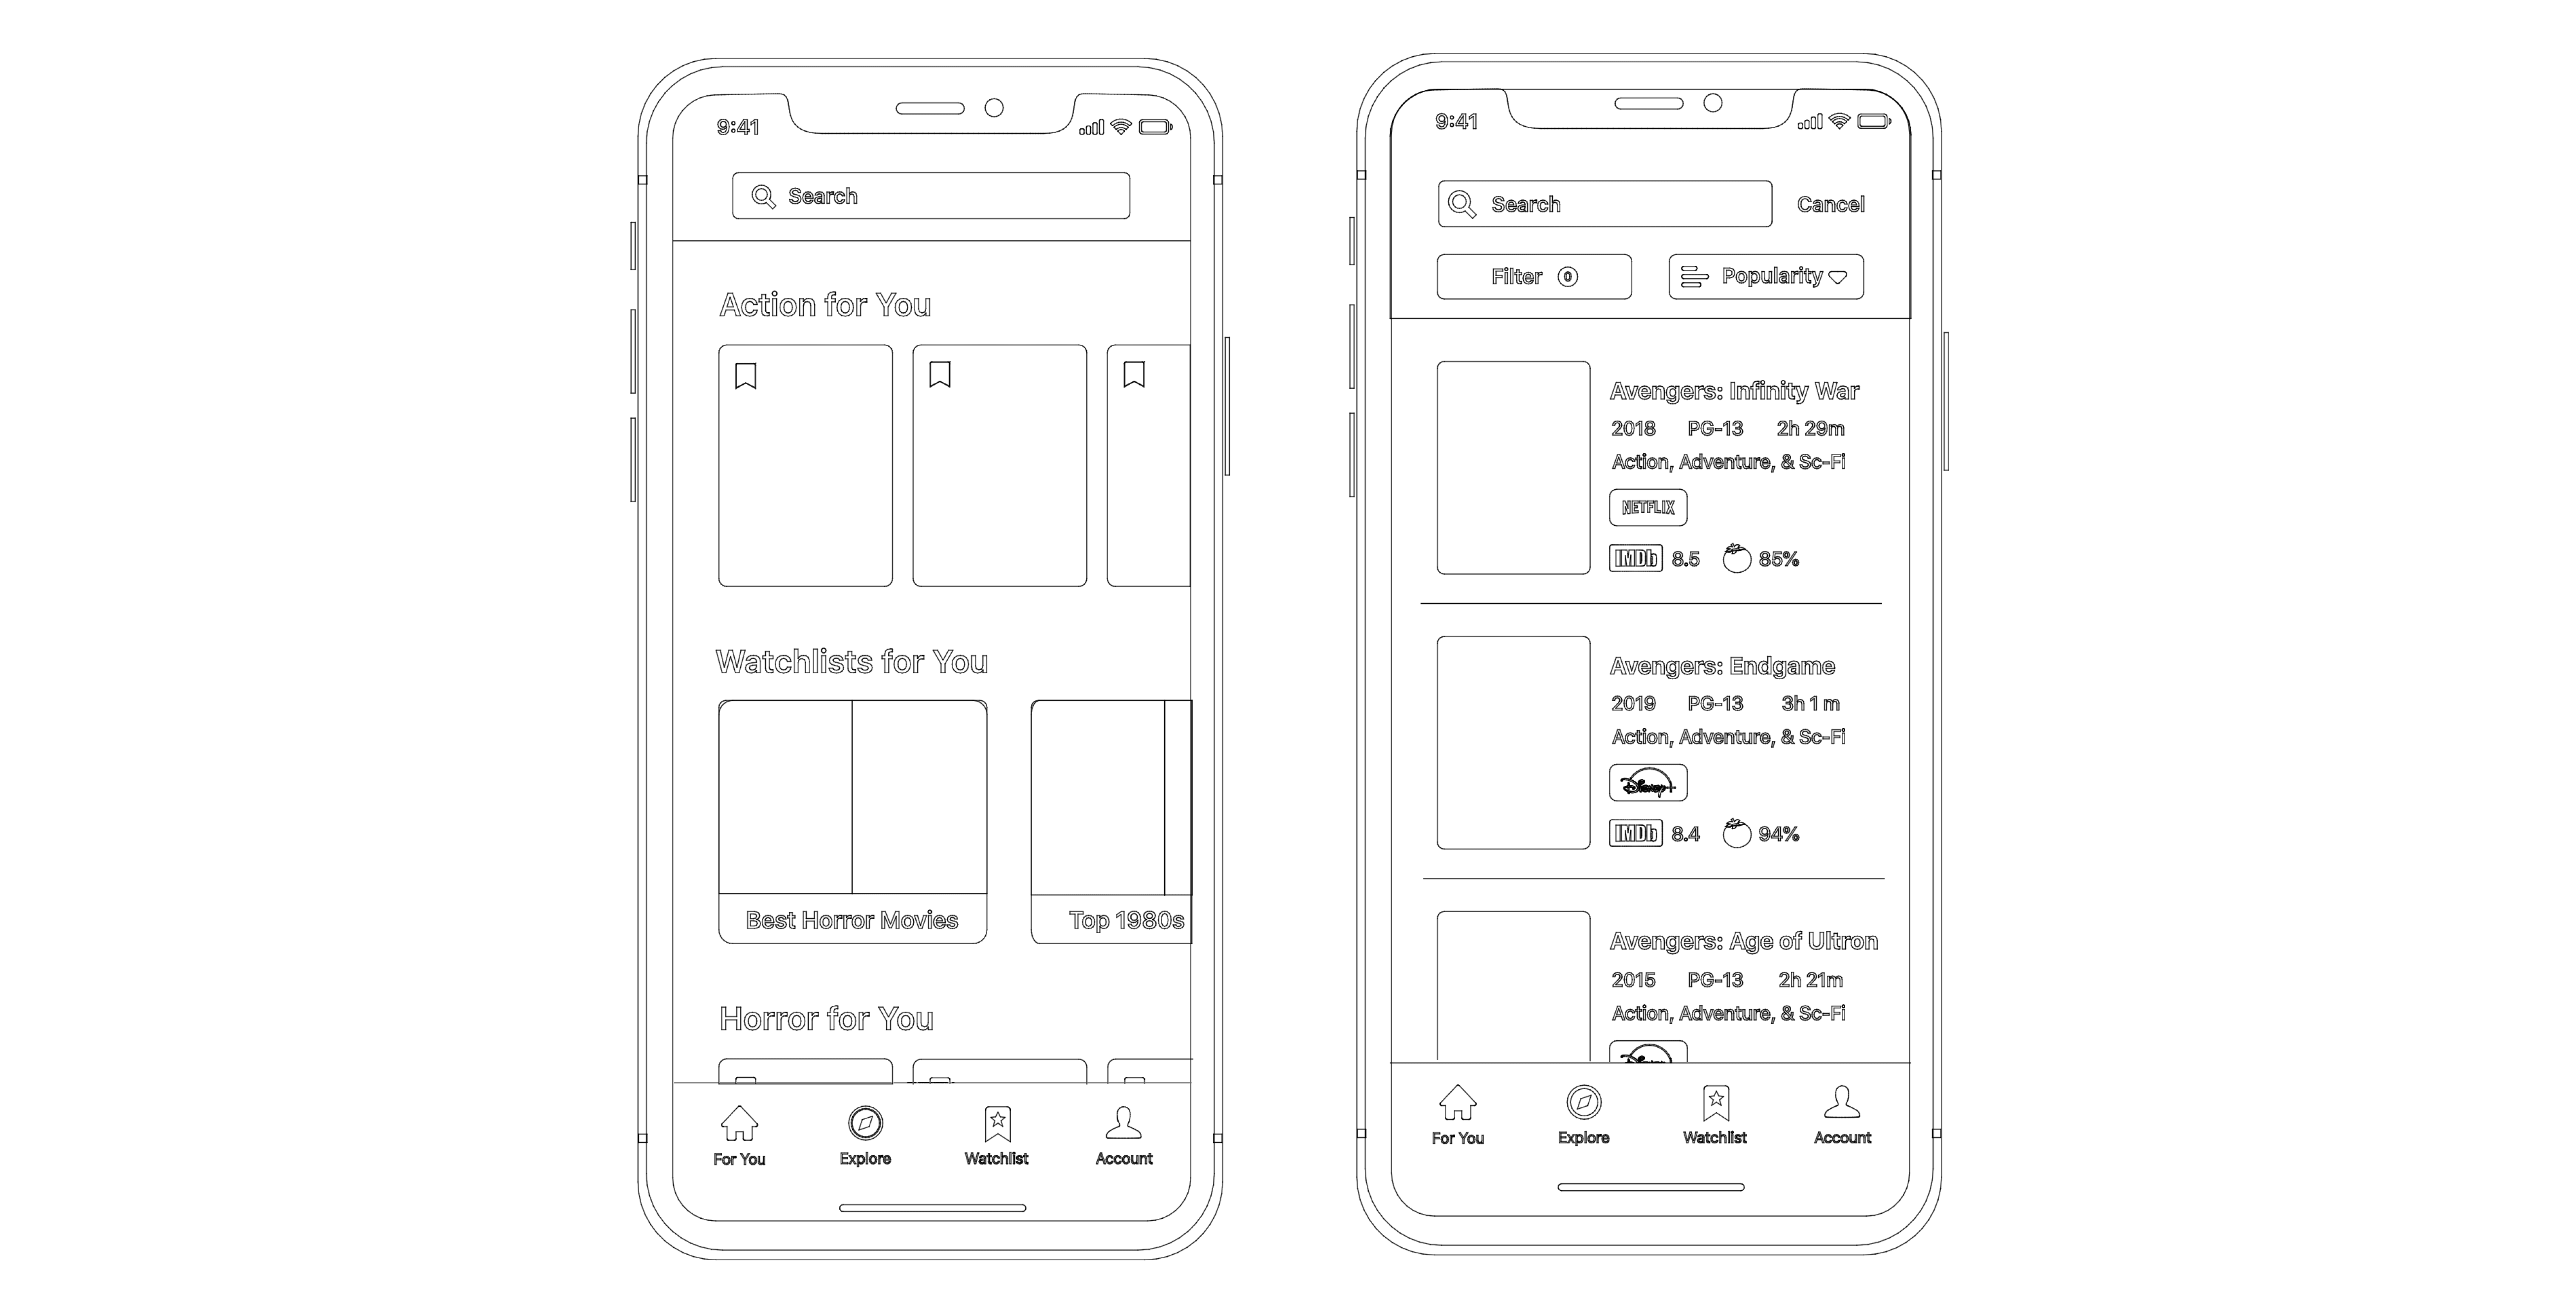 9:41
Search
Action for You
Watchlists for You
Best Horror Movies
Top 1980s
Horror for You
For You
Explore
Watchlist
Account
9:41
Search
Cancel
Filter 0
Popularity
Avengers: Infinity War
2018 PG-13 2h 29m
Action, Adventure, & Sc-Fi
NETFLIX
IMDb 8.5 85%
Avengers: Endgame
2019 PG-13 3h 1 m
Action, Adventure, & Sc-Fi
Disney+
IMDb 8.4 94%
Avengers: Age of Ultron
2015 PG-13 2h 21m
Action, Adventure, & Sc-Fi
For You
Explore
Watchlist
Account